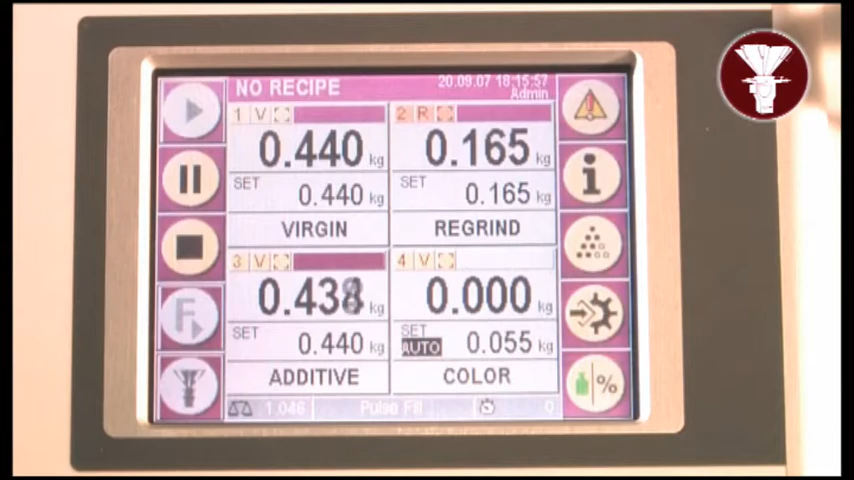 NO RECIPE 20.09.07 18:15:57
Admin
1 V
0.440 kg
SET
0.440 kg
VIRGIN
2 R
0.165 kg
SET
0.165 kg
REGRIND
3 V
0.438 kg
SET
0.440 kg
ADDITIVE
4 V
0.000 kg
SET
AUTO 0.055 kg
COLOR
F
i
%
1.046 Pulse Fill 0